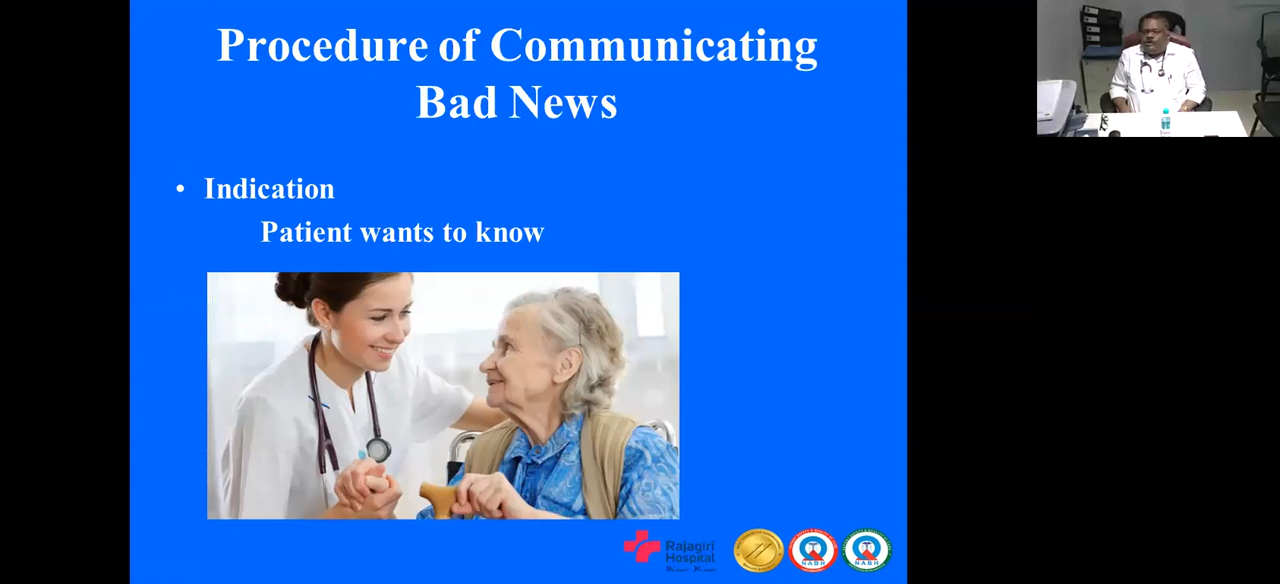 Procedure of Communicating
Bad News
• Indication
Patient wants to know
Rajagiri
Hospital
NABH
NABH